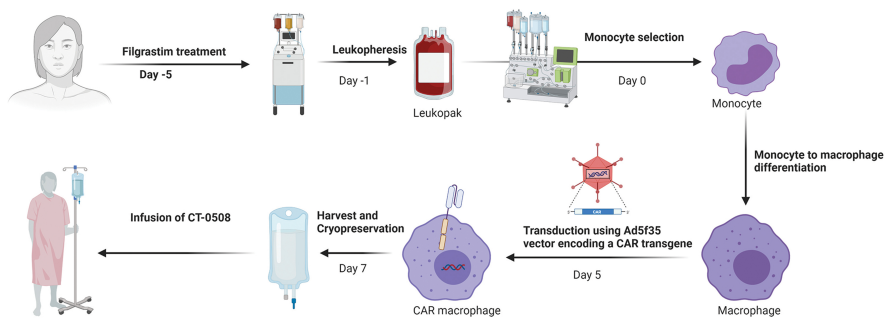 Filgrastim treatment
Day -5
Leukopheresis
Day -1
Leukopak
Monocyte selection
Day 0
Monocyte
Monocyte to macrophage
differentiation
Macrophage
CAR
Transduction using Ad5f35
vector encoding a CAR transgene
Day 5
CAR macrophage
Harvest and
Cryopreservation
Day 7
Infusion of CT-0508